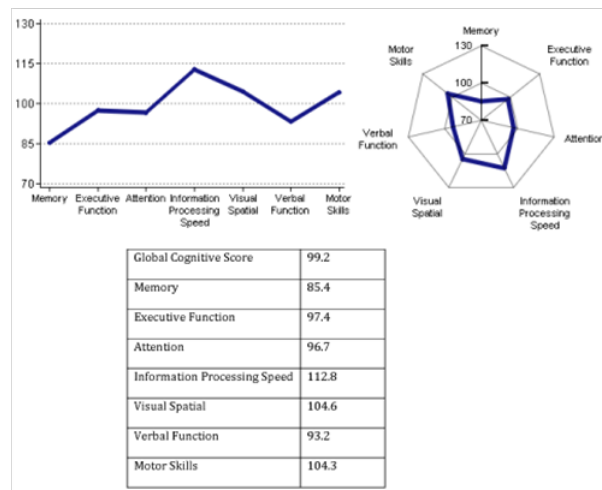 130
115
100
85
70
Memory Executive Function Attention Information Processing Speed Visual Spatial Verbal Function Motor Skills
Memory
130
100
70
Executive Function
Attention
Information Processing Speed
Visual Spatial
Verbal Function
Motor Skills
Global Cognitive Score 99.2
Memory 85.4
Executive Function 97.4
Attention 96.7
Information Processing Speed 112.8
Visual Spatial 104.6
Verbal Function 93.2
Motor Skills 104.3